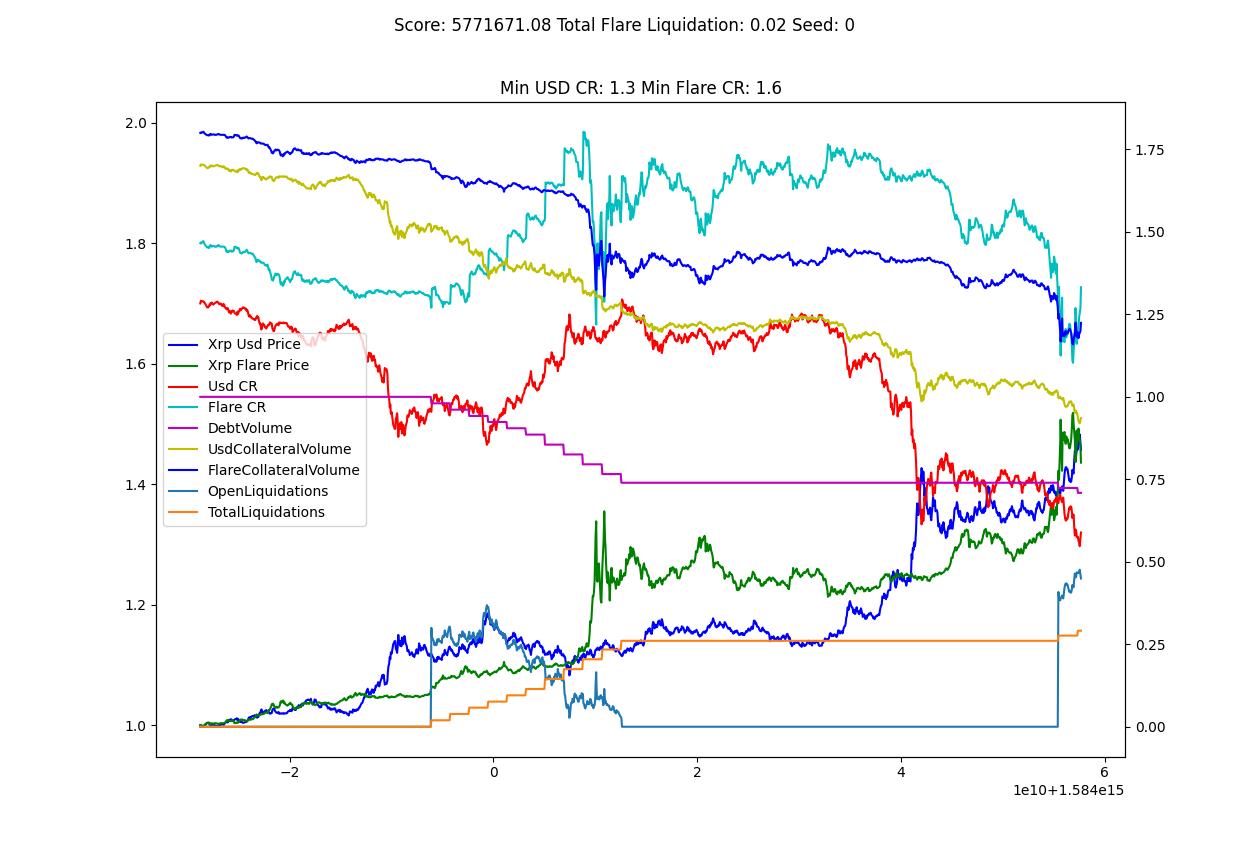 Score: 5771671.08 Total Flare Liquidation: 0.02 Seed: 0
Min USD CR: 1.3 Min Flare CR: 1.6
2.0
1.8
1.6
1.4
1.2
1.0
Xrp Usd Price
Xrp Flare Price
Usd CR
Flare CR
DebtVolume
UsdCollateralVolume
FlareCollateralVolume
OpenLiquidations
TotalLiquidations
1.75
1.50
1.25
1.00
0.75
0.50
0.25
0.00
−2 0 2 4 6
1e10+1.584e15